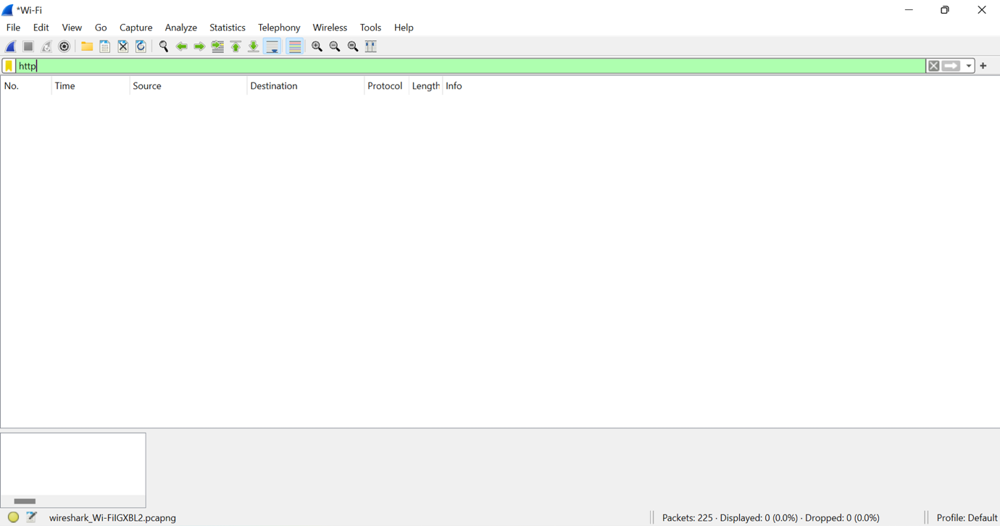 *Wi-Fi
File Edit View Go Capture Analyze Statistics Telephony Wireless Tools Help
http
No. Time Source Destination Protocol Length Info
wireshark_Wi-FiIGXBL2.pcapng Packets: 225 · Displayed: 0 (0.0%) · Dropped: 0 (0.0%) Profile: Default